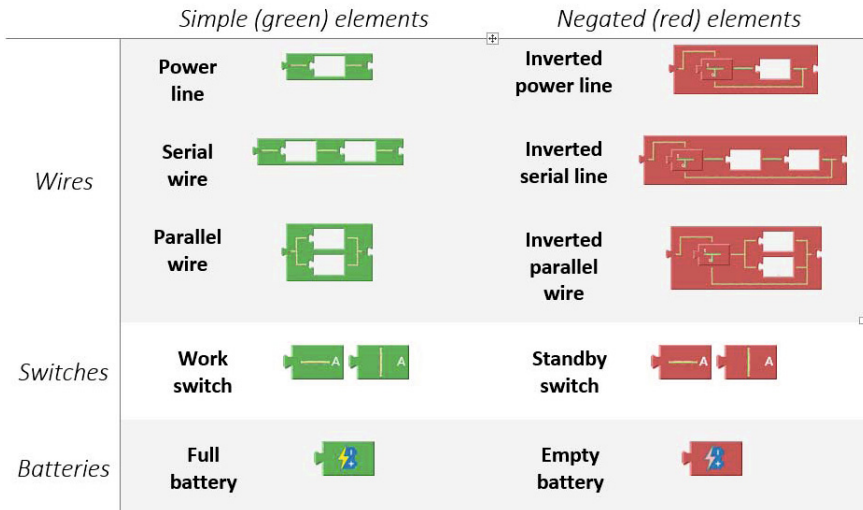 Simple (green) elements
Negated (red) elements
Wires
Power
line
Inverted
power line
Serial
wire
Inverted
serial line
Parallel
wire
Inverted
parallel
wire
Switches
Work
switch
A
A
Standby
switch
A
A
Batteries
Full
battery
Empty
battery